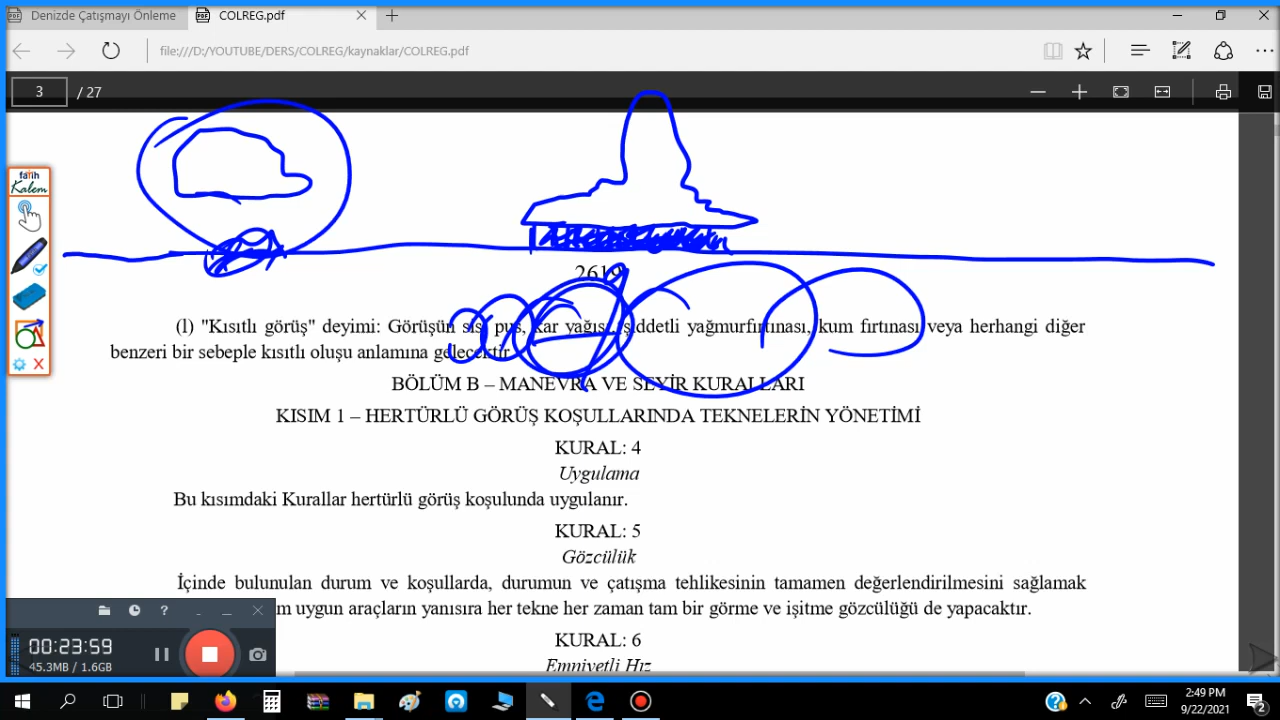 Denizde Çatışmayı Önleme
COLREG.pdf
file:///D:/YOUTUBE/DERS/COLREG/kaynaklar/COLREG.pdf
3 / 27
fatih
Kalem
2619
(l) "Kısıtlı görüş" deyimi: Görüşün sis, pus, kar yağışı, şiddetli yağmurfırtınası, kum fırtınası veya herhangi diğer
benzeri bir sebeple kısıtlı oluşu anlamına gelecektir.
BÖLÜM B – MANEVRA VE SEYİR KURALLARI
KISIM 1 – HERTÜRLÜ GÖRÜŞ KOŞULLARINDA TEKNELERİN YÖNETİMİ
KURAL: 4
Uygulama
Bu kısımdaki Kurallar hertürlü görüş koşulunda uygulanır.
KURAL: 5
Gözcülük
İçinde bulunulan durum ve koşullarda, durumun ve çatışma tehlikesinin tamamen değerlendirilmesini sağlamak
uygun araçların yanısıra her tekne her zaman tam bir görme ve işitme gözcülüğü de yapacaktır.
KURAL: 6
Emniyetli Hız
00:23:59
45.3MB / 1.6GB
2:49 PM
9/22/2021
2